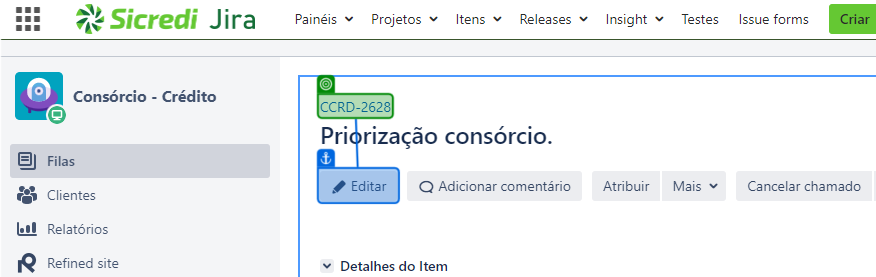 Sicredi Jira
Painéis Projetos Itens Releases Insight Testes Issue forms Criar
Consórcio - Crédito
Filas
Clientes
Relatórios
Refined site
CCRD-2628
Priorização consórcio.
Editar Adicionar comentário Atribuir Mais Cancelar chamado
Detalhes do Item